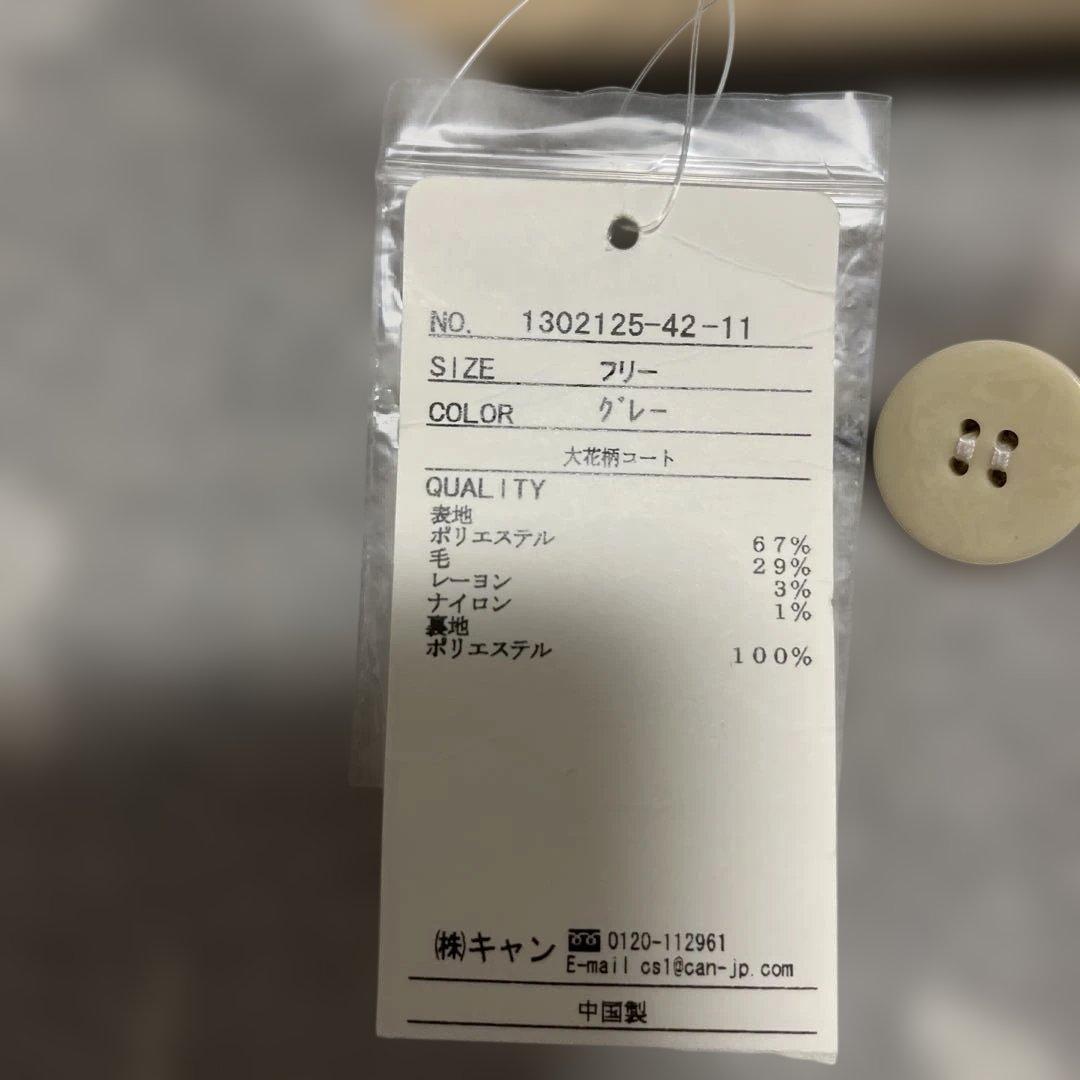 NO. 1302125-42-11
SIZE フリー
COLOR グレー
大花柄コート
QUALITY
表地
ポリエステル 67%
毛 29%
レーヨン 3%
ナイロン 1%
裏地
ポリエステル 100%
㈱キャン 0120-112961
E-mail cs1@can-jp.com
中国製